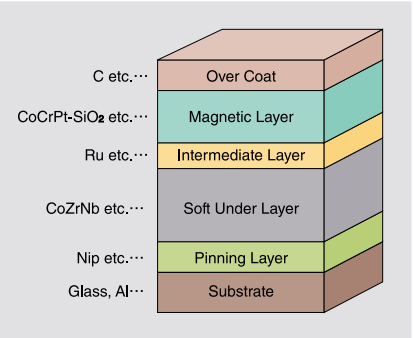 C etc.··· Over Coat
CoCrPt-SiO₂ etc.··· Magnetic Layer
Ru etc.··· Intermediate Layer
CoZrNb etc.··· Soft Under Layer
Nip etc.··· Pinning Layer
Glass, Al··· Substrate